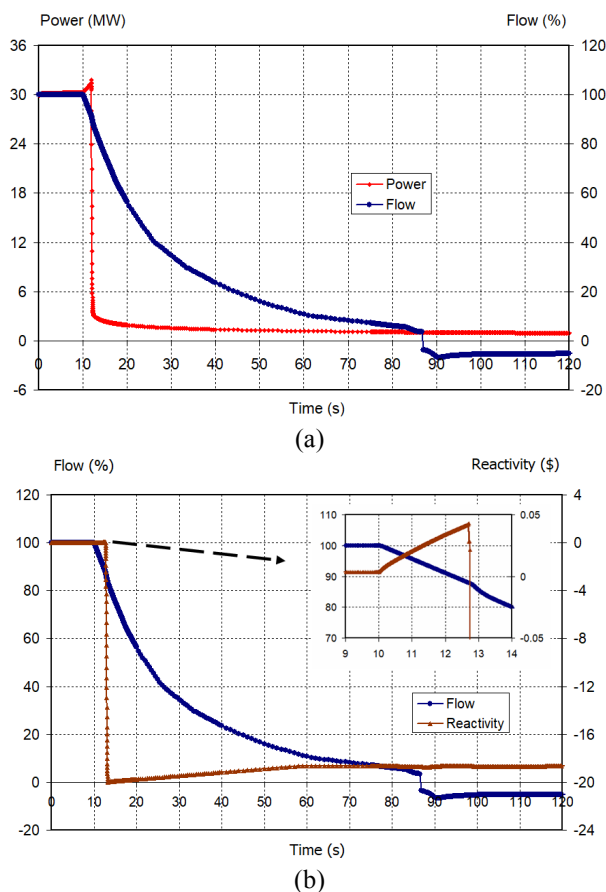 Power (MW) Flow (%)
36 120
30 100
24 80
18 60
12 40
6 20
0 0
-6 -20
Power
Flow
0 10 20 30 40 50 60 70 80 90 100 110 120
Time (s)
(a)
Flow (%) Reactivity ($)
120 4
100 0
80 -4
60 -8
40 -12
20 -16
0 -20
-20 -24
110 0.05
100
90 0
80
70 -0.05
9 10 11 12 13 14
Flow
Reactivity
0 10 20 30 40 50 60 70 80 90 100 110 120
Time (s)
(b)